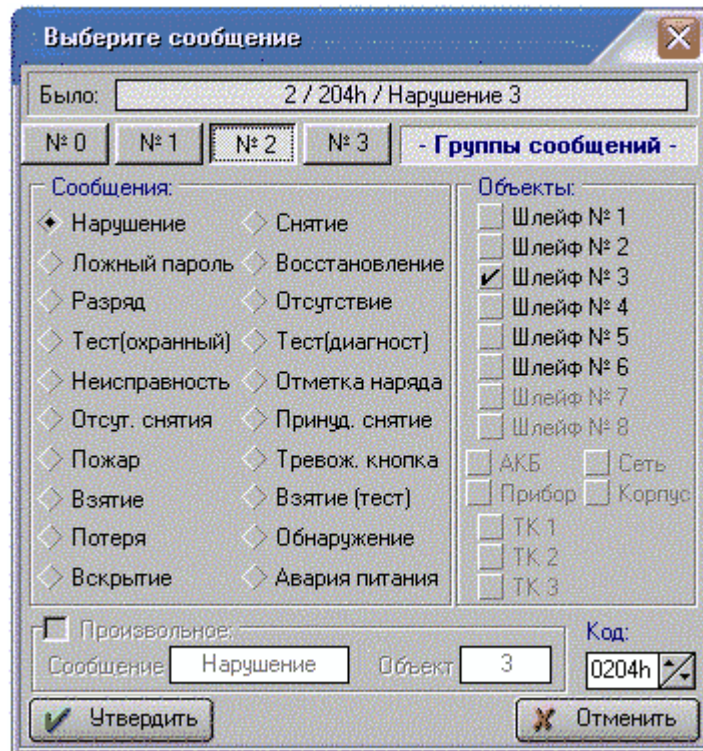 Выберите сообщение
Было: 2 / 204h / Нарушение 3
№ 0 № 1 № 2 № 3 - Группы сообщений -
Сообщения:
Нарушение Снятие
Ложный пароль Восстановление
Разряд Отсутствие
Тест(охранный) Тест(диагност)
Неисправность Отметка наряда
Отсут. снятия Принуд. снятие
Пожар Тревож. кнопка
Взятие Взятие (тест)
Потеря Обнаружение
Вскрытие Авария питания
Объекты:
Шлейф № 1
Шлейф № 2
Шлейф № 3
Шлейф № 4
Шлейф № 5
Шлейф № 6
Шлейф № 7
Шлейф № 8
АКБ Сеть
Прибор Корпус
ТК 1
ТК 2
ТК 3
Произвольное:
Сообщение Нарушение Объект 3
Код:
0204h
Утвердить Отменить